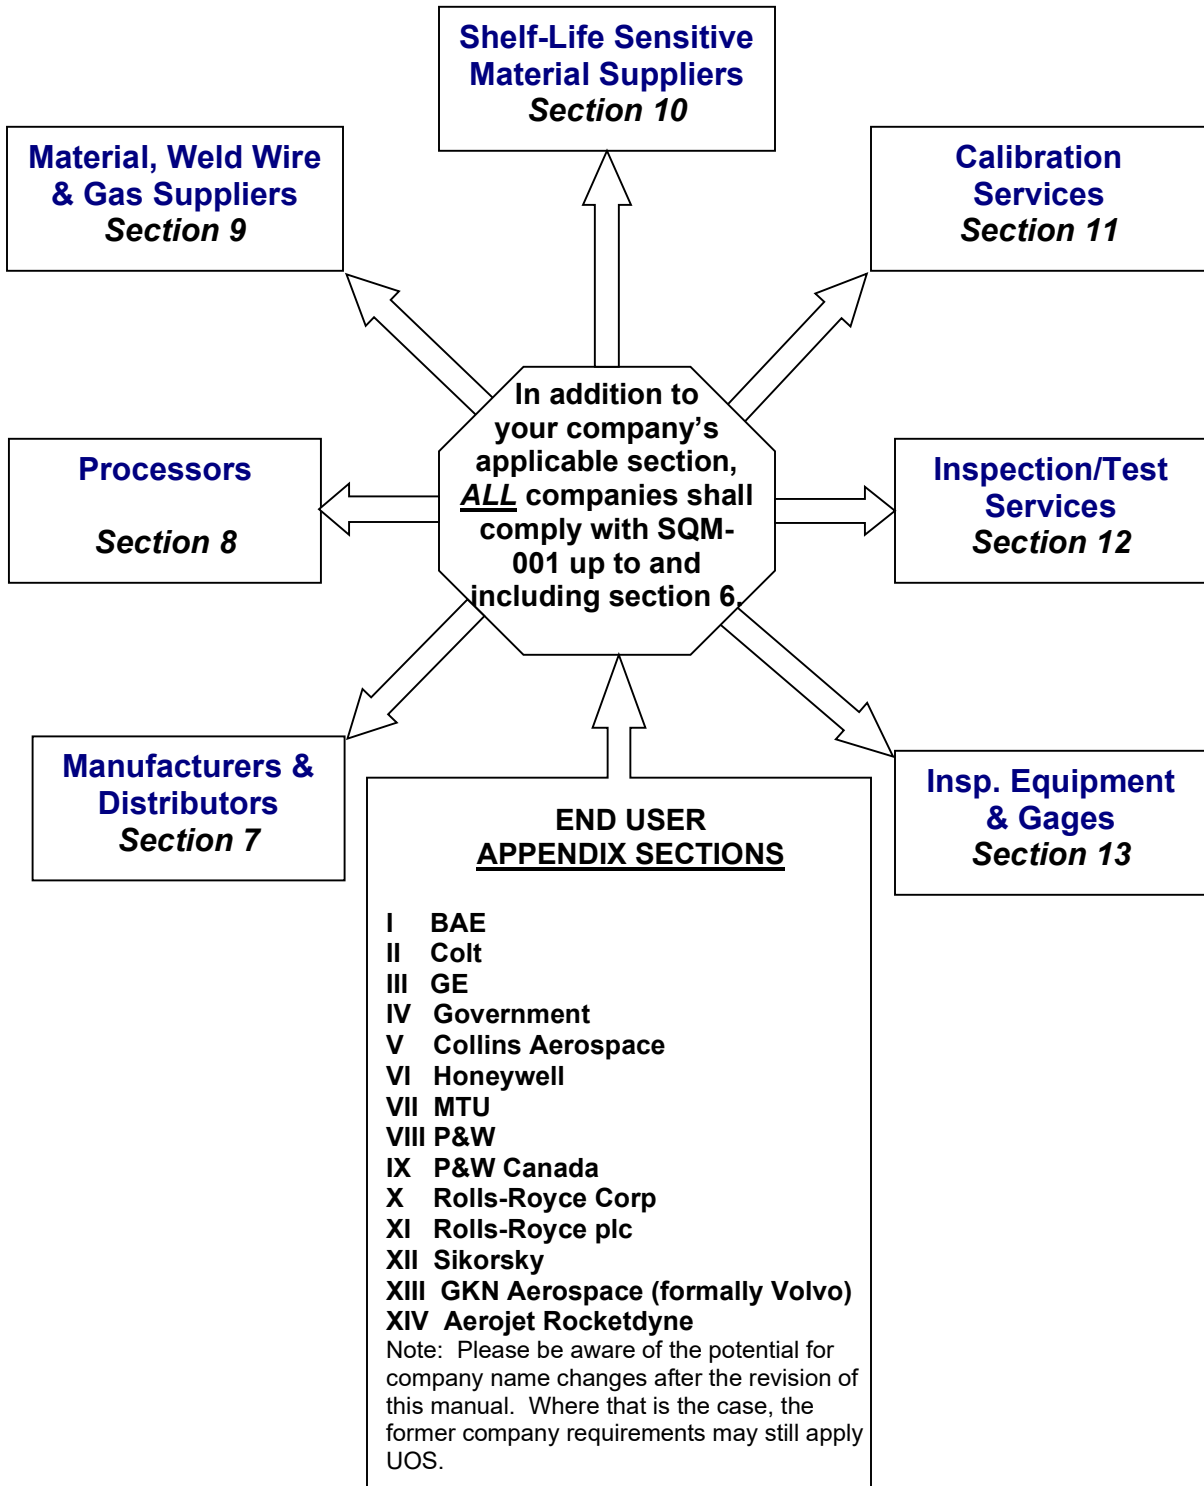 Shelf-Life Sensitive
Material Suppliers
Section 10
Material, Weld Wire
& Gas Suppliers
Section 9
Calibration
Services
Section 11
In addition to
your company’s
applicable section,
ALL companies shall
comply with SQM-
001 up to and
including section 6.
Processors
Section 8
Inspection/Test
Services
Section 12
Manufacturers &
Distributors
Section 7
Insp. Equipment
& Gages
Section 13
END USER
APPENDIX SECTIONS
I BAE
II Colt
III GE
IV Government
V Collins Aerospace
VI Honeywell
VII MTU
VIII P&W
IX P&W Canada
X Rolls-Royce Corp
XI Rolls-Royce plc
XII Sikorsky
XIII GKN Aerospace (formally Volvo)
XIV Aerojet Rocketdyne
Note: Please be aware of the potential for
company name changes after the revision of
this manual. Where that is the case, the
former company requirements may still apply
UOS.